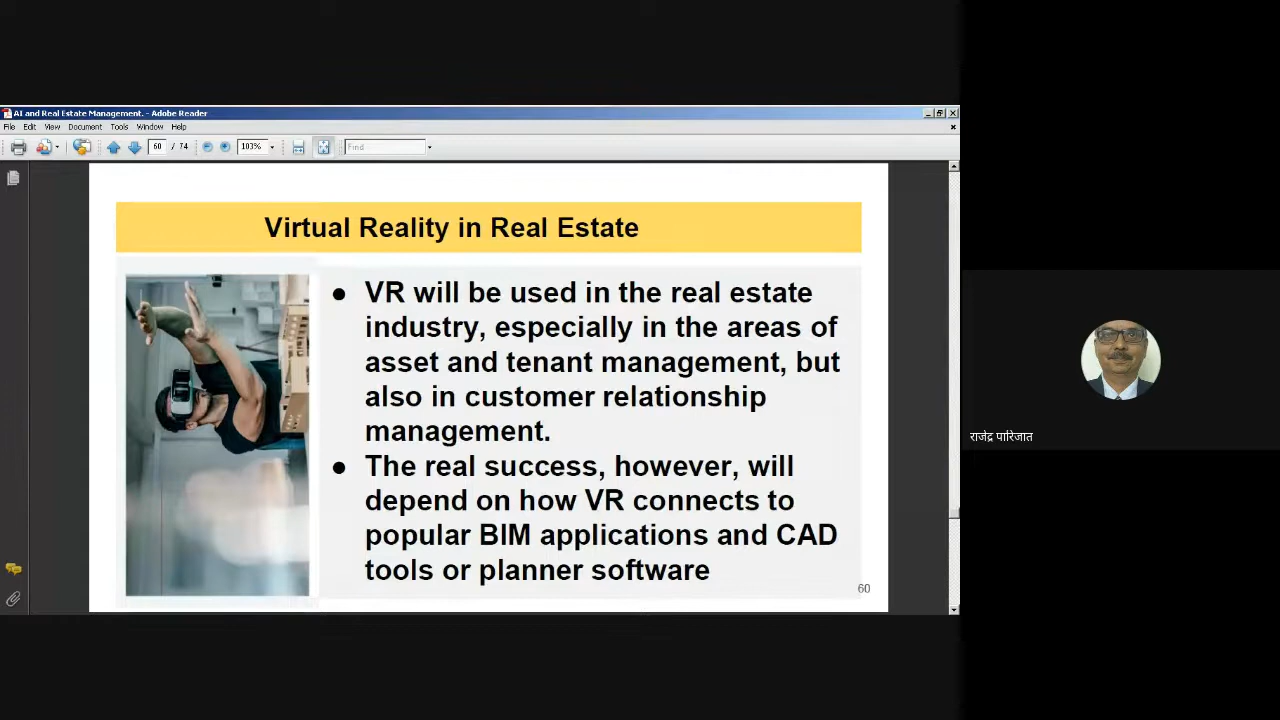 AI and Real Estate Management. - Adobe Reader
File Edit View Document Tools Window Help
60 / 74 103% Find
Virtual Reality in Real Estate
● VR will be used in the real estate
industry, especially in the areas of
asset and tenant management, but
also in customer relationship
management.
● The real success, however, will
depend on how VR connects to
popular BIM applications and CAD
tools or planner software
60
राजेंद्र पारिजात